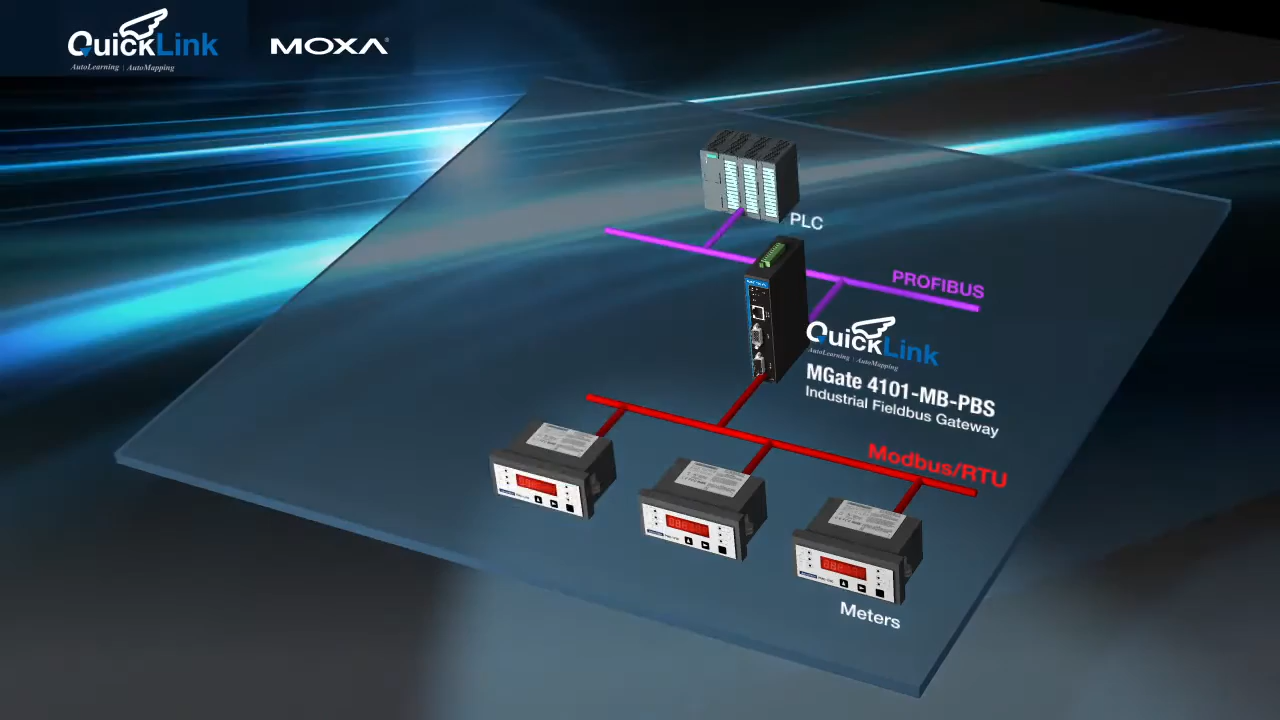 QuickLink
AutoLearning | AutoMapping
MOXA
PLC
PROFIBUS
QuickLink
AutoLearning | AutoMapping
MGate 4101-MB-PBS
Industrial Fieldbus Gateway
Modbus/RTU
Meters